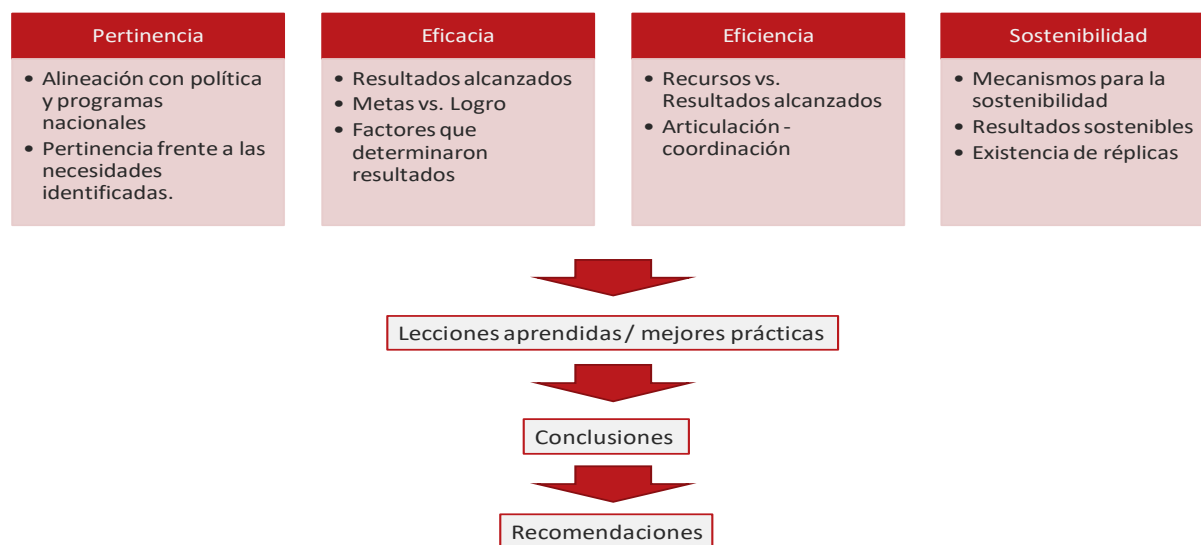 Pertinencia
• Alineación con política
y programas
nacionales
• Pertinencia frente a las
necesidades
identificadas.
Eficacia
• Resultados alcanzados
• Metas vs. Logro
• Factores que
determinaron
resultados
Eficiencia
• Recursos vs.
Resultados alcanzados
• Articulación -
coordinación
Sostenibilidad
• Mecanismos para la
sostenibilidad
• Resultados sostenibles
• Existencia de réplicas
Lecciones aprendidas / mejores prácticas
Conclusiones
Recomendaciones